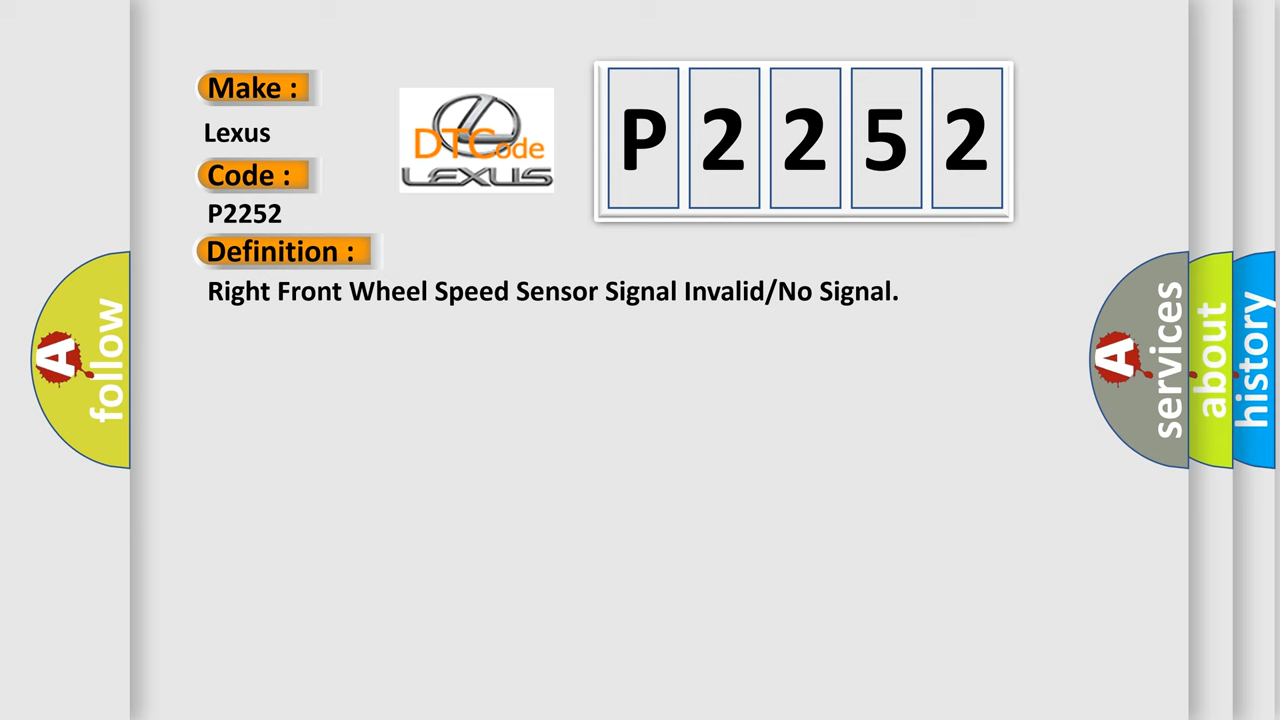 Make :
Lexus
Code :
P2252
Definition :
Right Front Wheel Speed Sensor Signal Invalid/No Signal.
DTCode
LEXUS
P 2 2 5 2
A
follow
A
services
about
history